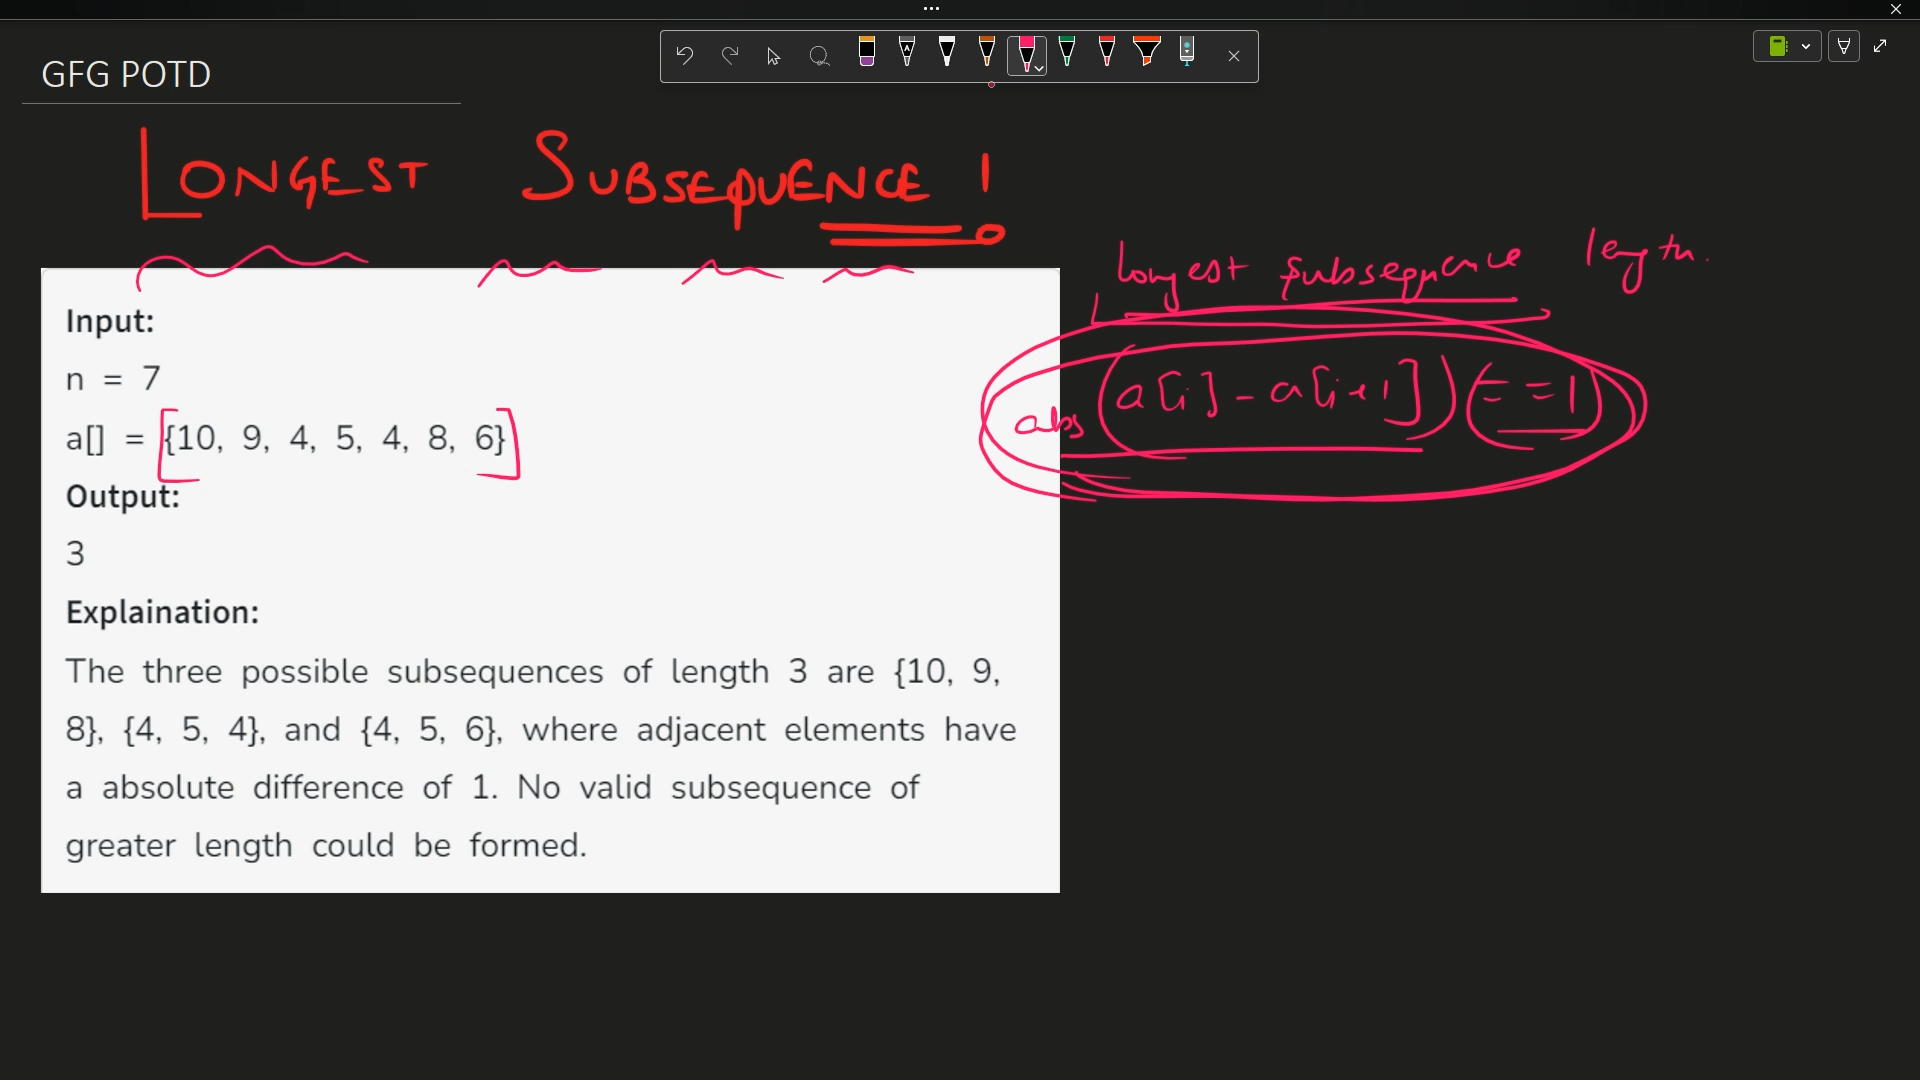 GFG POTD
LONGEST SUBSEQUENCE !
longest subsequence length.
abs(a[i] - a[i+1]) (==1)
Input:
n = 7
a[] = {10, 9, 4, 5, 4, 8, 6}
Output:
3
Explaination:
The three possible subsequences of length 3 are {10, 9,
8}, {4, 5, 4}, and {4, 5, 6}, where adjacent elements have
a absolute difference of 1. No valid subsequence of
greater length could be formed.